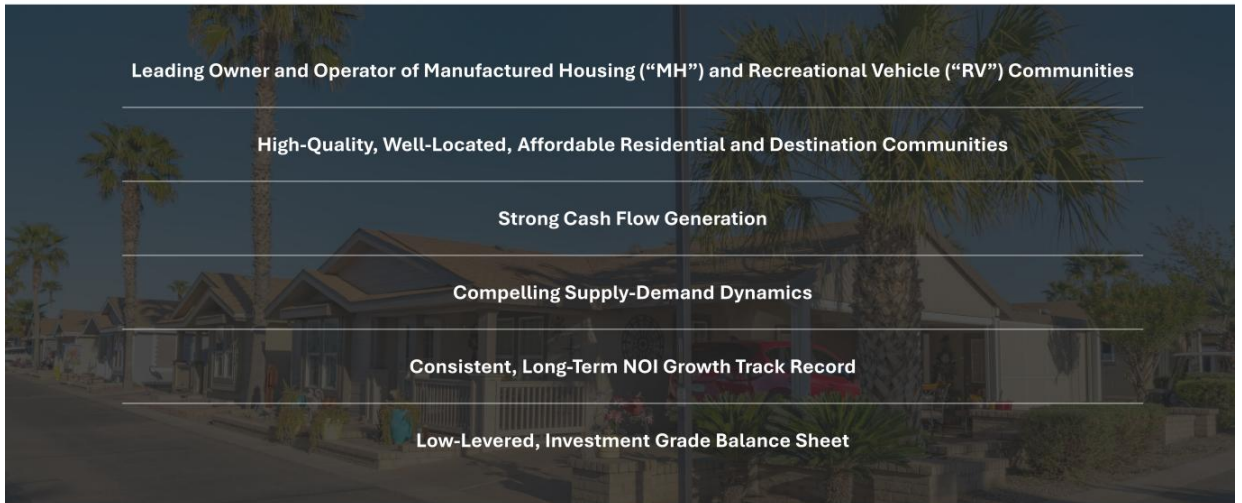 Leading Owner and Operator of Manufactured Housing (“MH”) and Recreational Vehicle (“RV”) Communities
High-Quality, Well-Located, Affordable Residential and Destination Communities
Strong Cash Flow Generation
Compelling Supply-Demand Dynamics
Consistent, Long-Term NOI Growth Track Record
Low-Levered, Investment Grade Balance Sheet